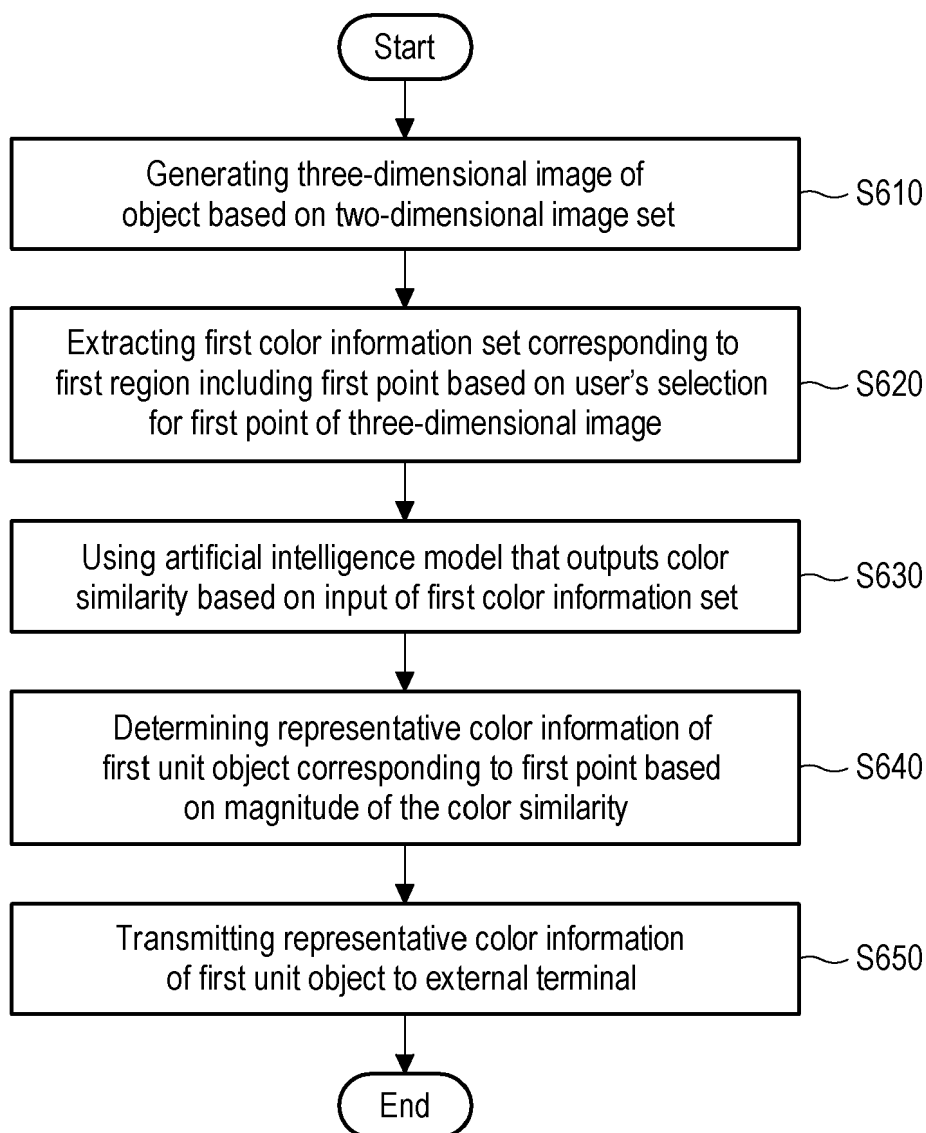 Start
Generating three-dimensional image of
object based on two-dimensional image set
S610
Extracting first color information set corresponding to
first region including first point based on user's selection
for first point of three-dimensional image
S620
Using artificial intelligence model that outputs color
similarity based on input of first color information set
S630
Determining representative color information of
first unit object corresponding to first point based
on magnitude of the color similarity
S640
Transmitting representative color information
of first unit object to external terminal
S650
End